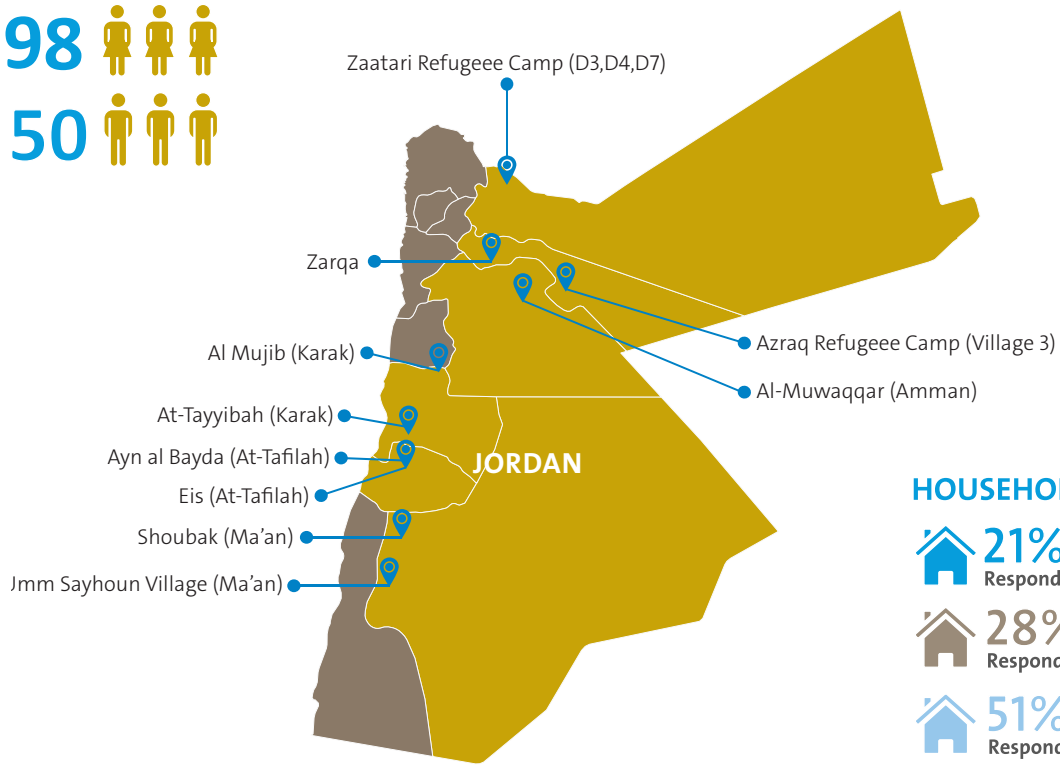 98
50
Zaatari Refugeee Camp (D3,D4,D7)
Zarqa
Al Mujib (Karak)
Azraq Refugeee Camp (Village 3)
Al-Muwaqqar (Amman)
At-Tayyibah (Karak)
Ayn al Bayda (At-Tafilah)
JORDAN
Eis (At-Tafilah)
Shoubak (Ma'an)
Sayhoun Village (Ma'an)
21%
28%
51%